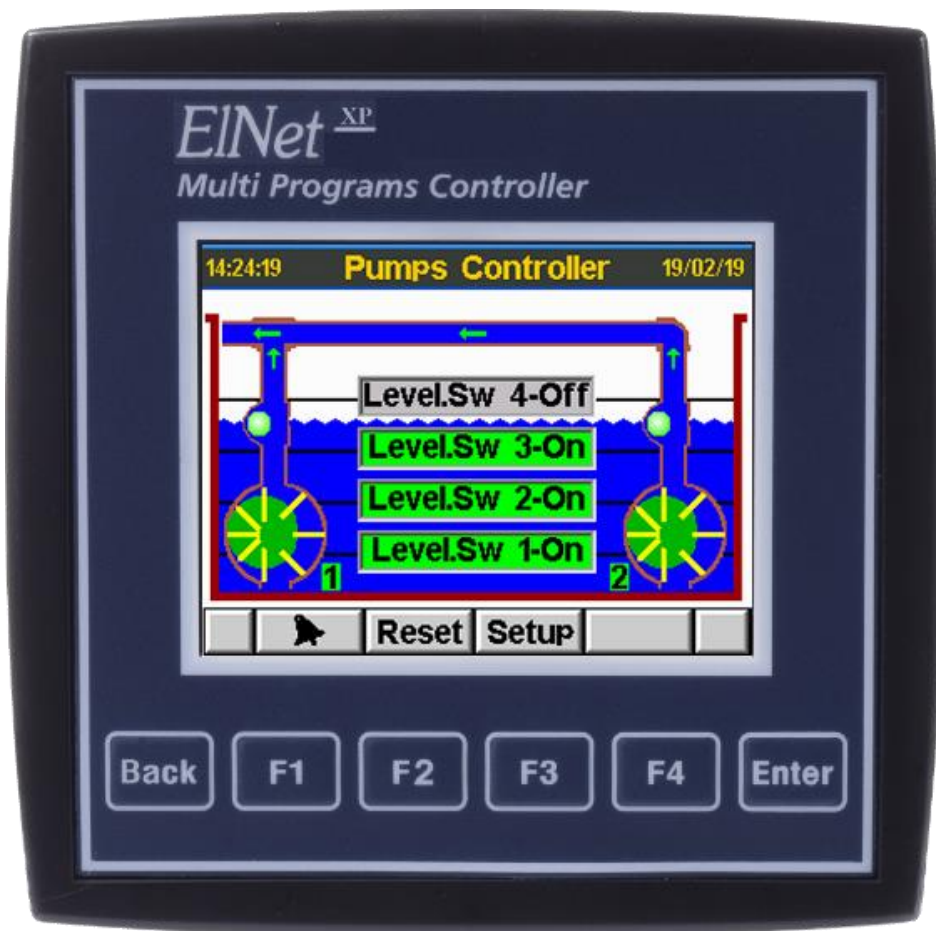 ElNet XP
Multi Programs Controller
14:24:19 Pumps Controller 19/02/19
Level.Sw 4-Off
Level.Sw 3-On
Level.Sw 2-On
Level.Sw 1-On
1 2
Reset Setup
Back F1 F2 F3 F4 Enter